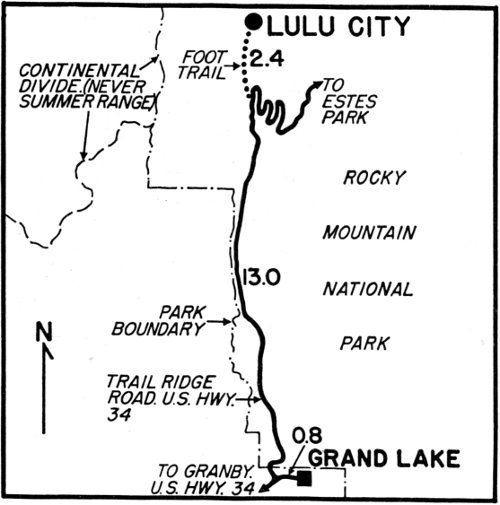 LULU CITY
FOOT
TRAIL
2.4
CONTINENTAL
DIVIDE.(NEVER
SUMMER RANGE)
TO
ESTES
PARK
ROCKY
MOUNTAIN
NATIONAL
PARK
13.0
PARK
BOUNDARY
N
TRAIL RIDGE
ROAD. U.S. HWY.
34
0.8
GRAND LAKE
TO GRANBY.
U.S. HWY. 34